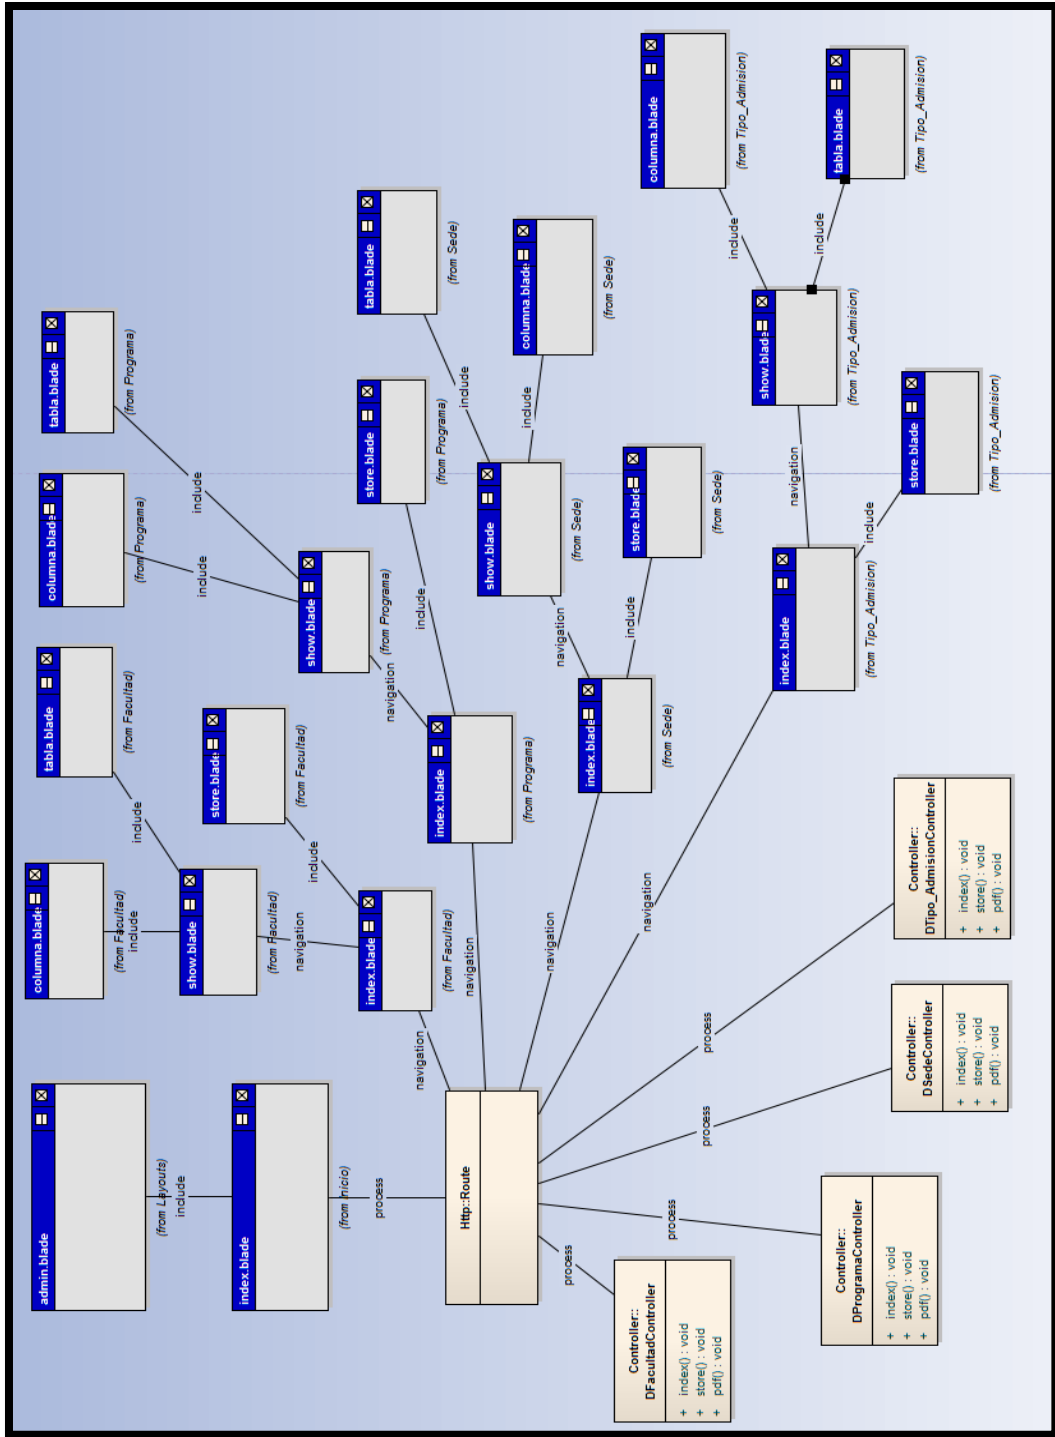 admin.blade
(from Layouts)
include
index.blade
(from Inicio)
process
Http::Route
columna.blade
(from Facultad)
include
tabla.blade
(from Facultad)
include
show.blade
(from Facultad)
navigation
store.blade
(from Facultad)
include
index.blade
(from Facultad)
navigation
columna.blade
(from Programa)
include
tabla.blade
(from Programa)
include
show.blade
(from Programa)
navigation
store.blade
(from Programa)
include
index.blade
(from Programa)
navigation
tabla.blade
(from Sede)
include
columna.blade
(from Sede)
include
show.blade
(from Sede)
navigation
store.blade
(from Sede)
include
index.blade
(from Sede)
navigation
columna.blade
(from Tipo_Admision)
include
tabla.blade
(from Tipo_Admision)
include
show.blade
(from Tipo_Admision)
navigation
store.blade
(from Tipo_Admision)
include
index.blade
(from Tipo_Admision)
navigation
process
Controller::
DFacultadController
+ index() : void
+ store() : void
+ pdf() : void
process
Controller::
DProgramaController
+ index() : void
+ store() : void
+ pdf() : void
process
Controller::
DSedeController
+ index() : void
+ store() : void
+ pdf() : void
process
Controller::
DTipo_AdmisionController
+ index() : void
+ store() : void
+ pdf() : void